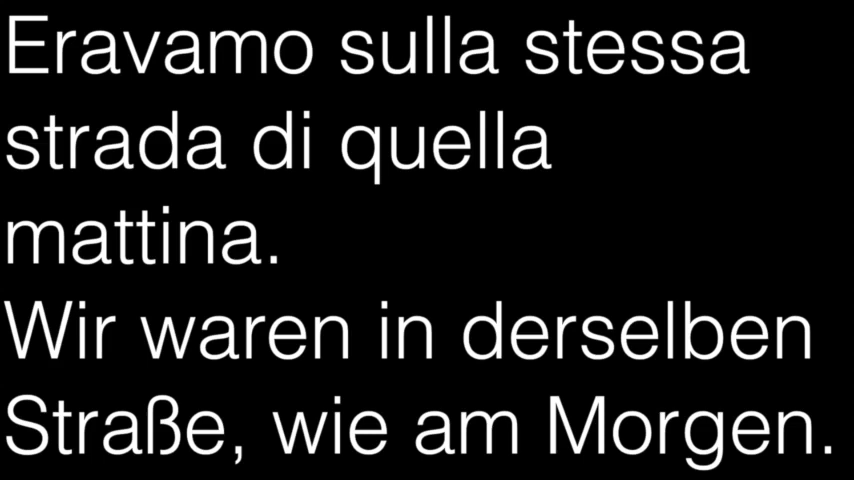 Eravamo sulla stessa
strada di quella
mattina.
Wir waren in derselben
Straße, wie am Morgen.